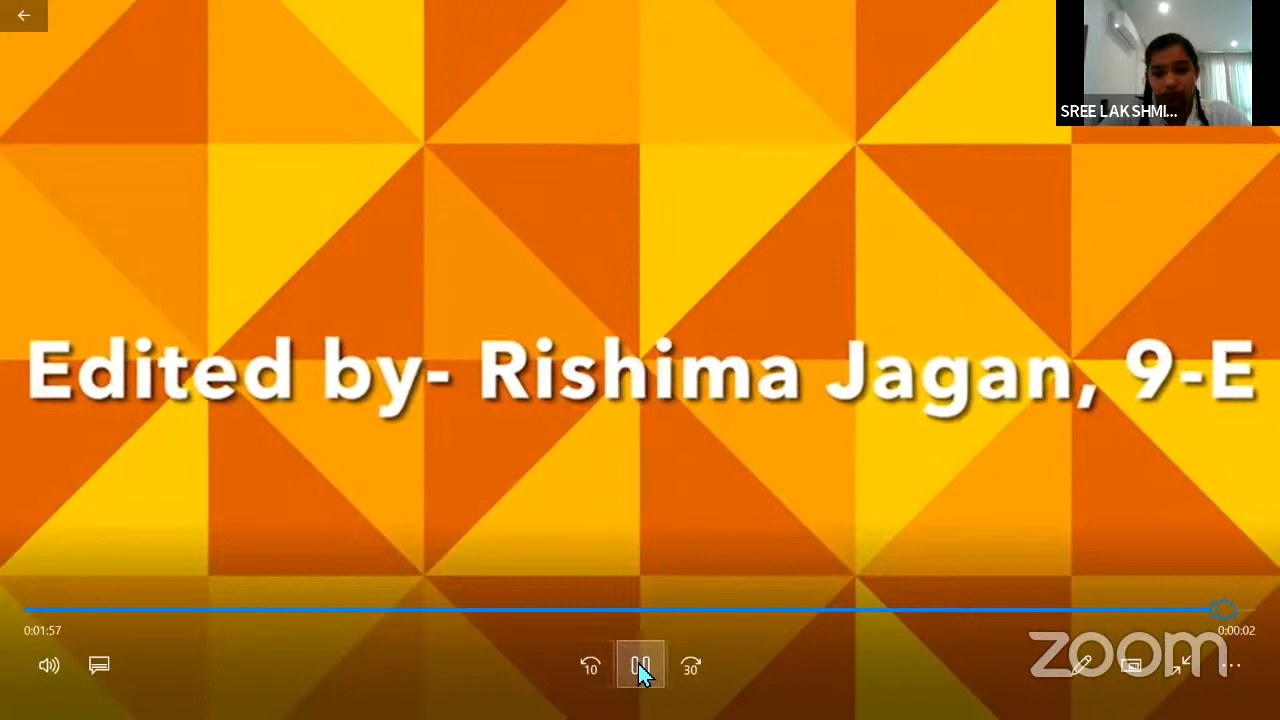 SREE LAKSHMI...
Edited by- Rishima Jagan, 9-E
0:01:57
0:00:02
10
30
zoom